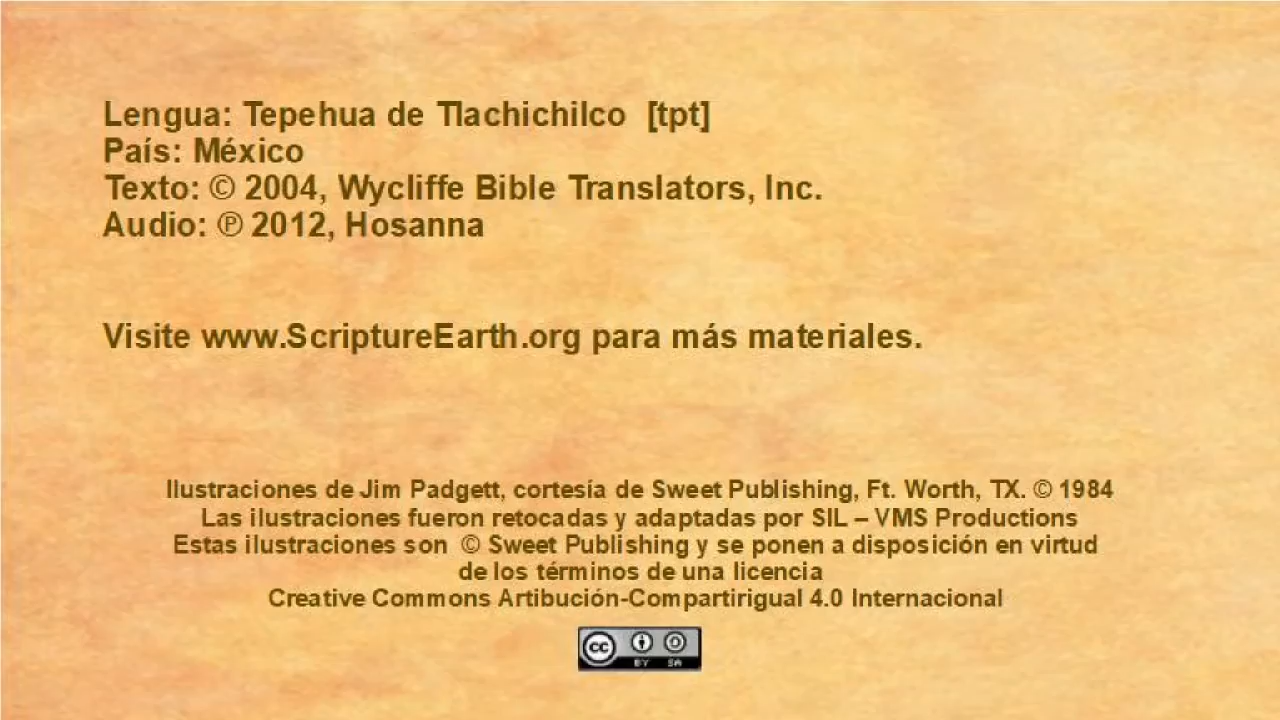 Lengua: Tepehua de Tlachichilco [tpt]
País: México
Texto: © 2004, Wycliffe Bible Translators, Inc.
Audio: ℗ 2012, Hosanna
Visite www.ScriptureEarth.org para más materiales.
Ilustraciones de Jim Padgett, cortesía de Sweet Publishing, Ft. Worth, TX. © 1984
Las ilustraciones fueron retocadas y adaptadas por SIL – VMS Productions
Estas ilustraciones son © Sweet Publishing y se ponen a disposición en virtud
de los términos de una licencia
Creative Commons Artibución-Compartirigual 4.0 Internacional
cc BY SA